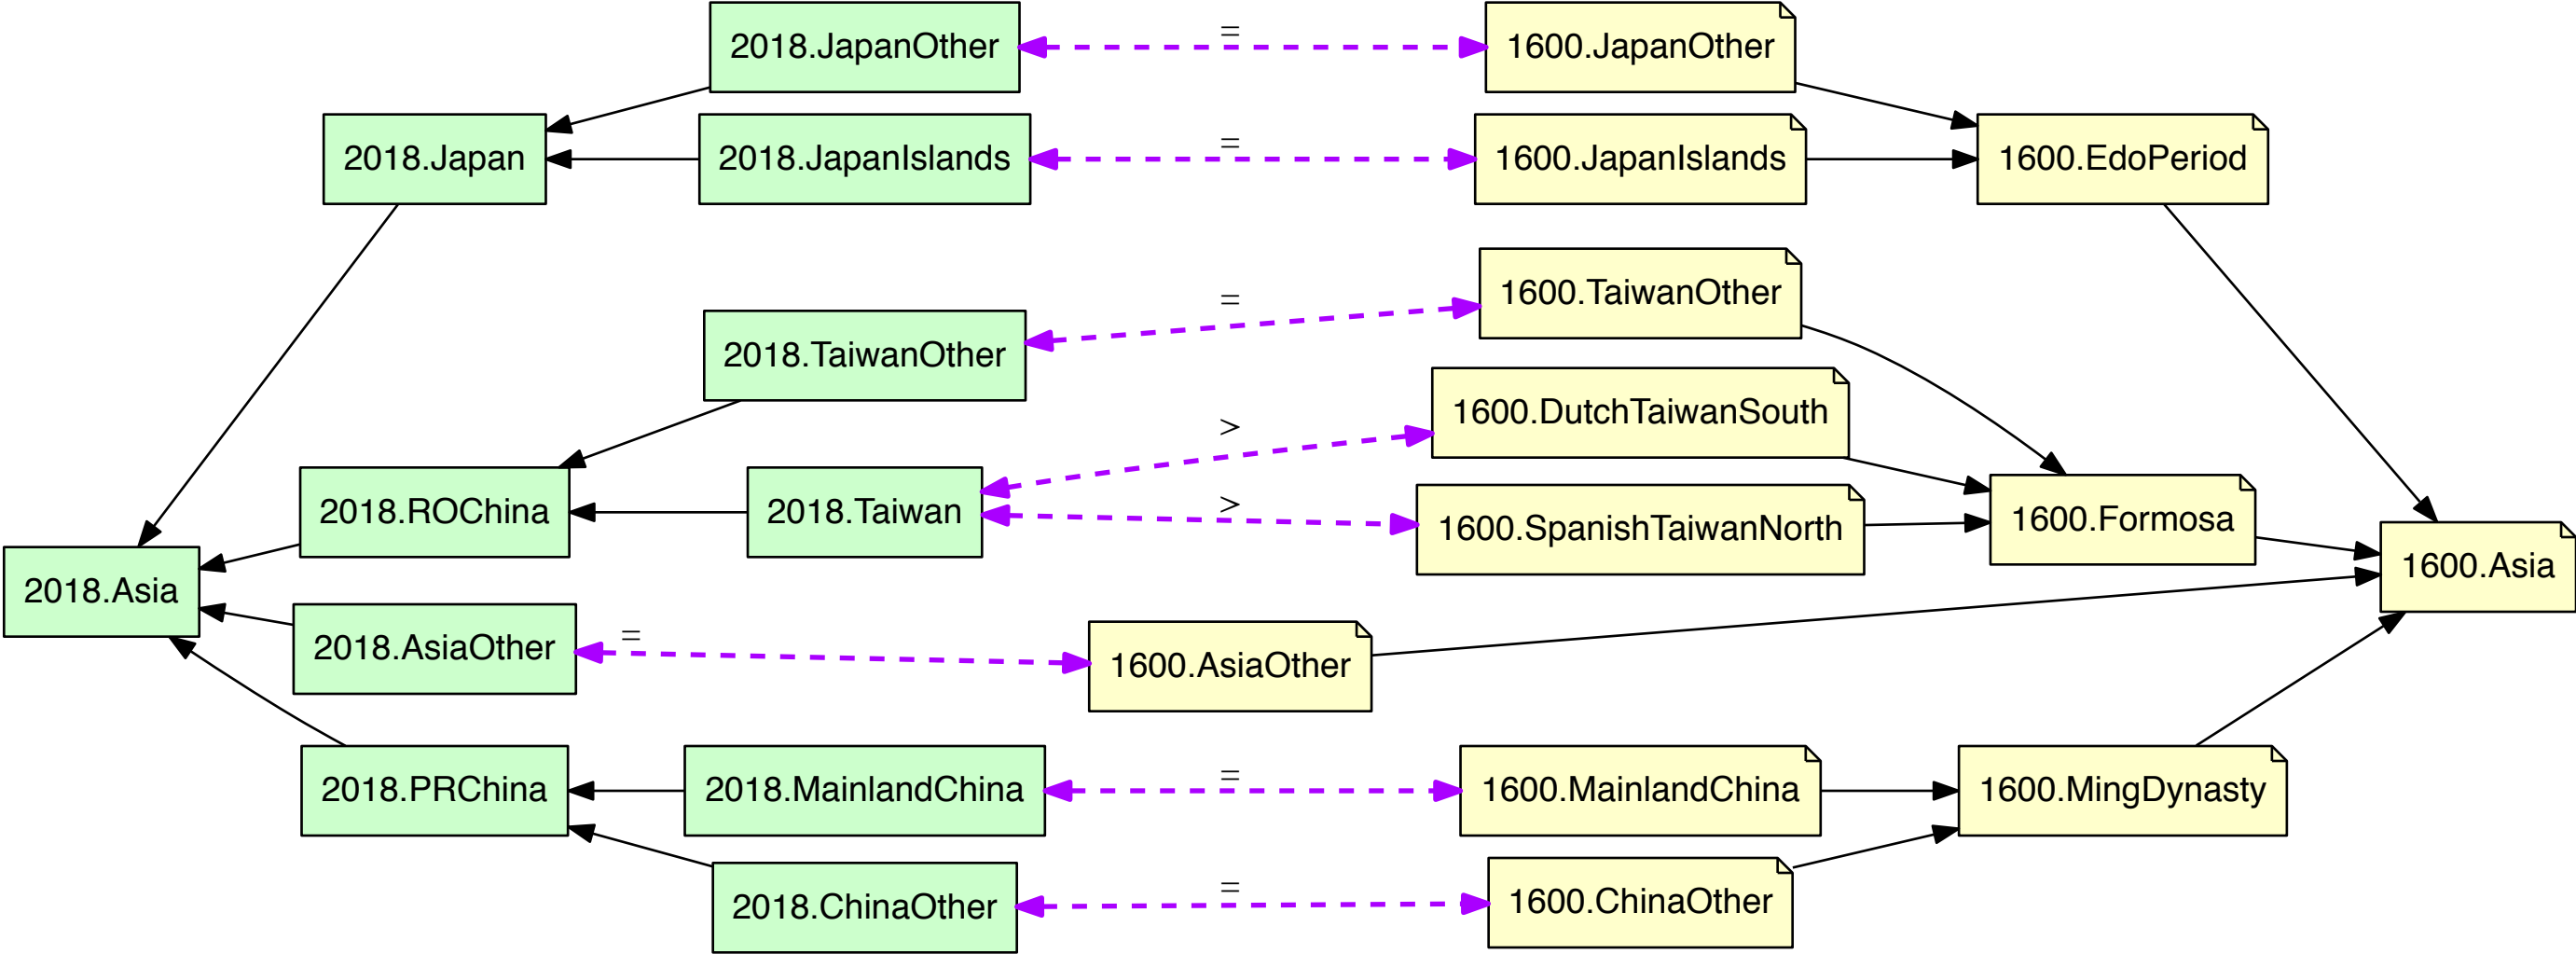 2018.JapanOther
=
1600.JapanOther
2018.Japan
2018.JapanIslands
=
1600.JapanIslands
1600.EdoPeriod
2018.TaiwanOther
=
1600.TaiwanOther
>
1600.DutchTaiwanSouth
2018.ROChina
2018.Taiwan
>
1600.SpanishTaiwanNorth
1600.Formosa
2018.Asia
1600.Asia
2018.AsiaOther
=
1600.AsiaOther
2018.PRChina
2018.MainlandChina
=
1600.MainlandChina
1600.MingDynasty
2018.ChinaOther
=
1600.ChinaOther